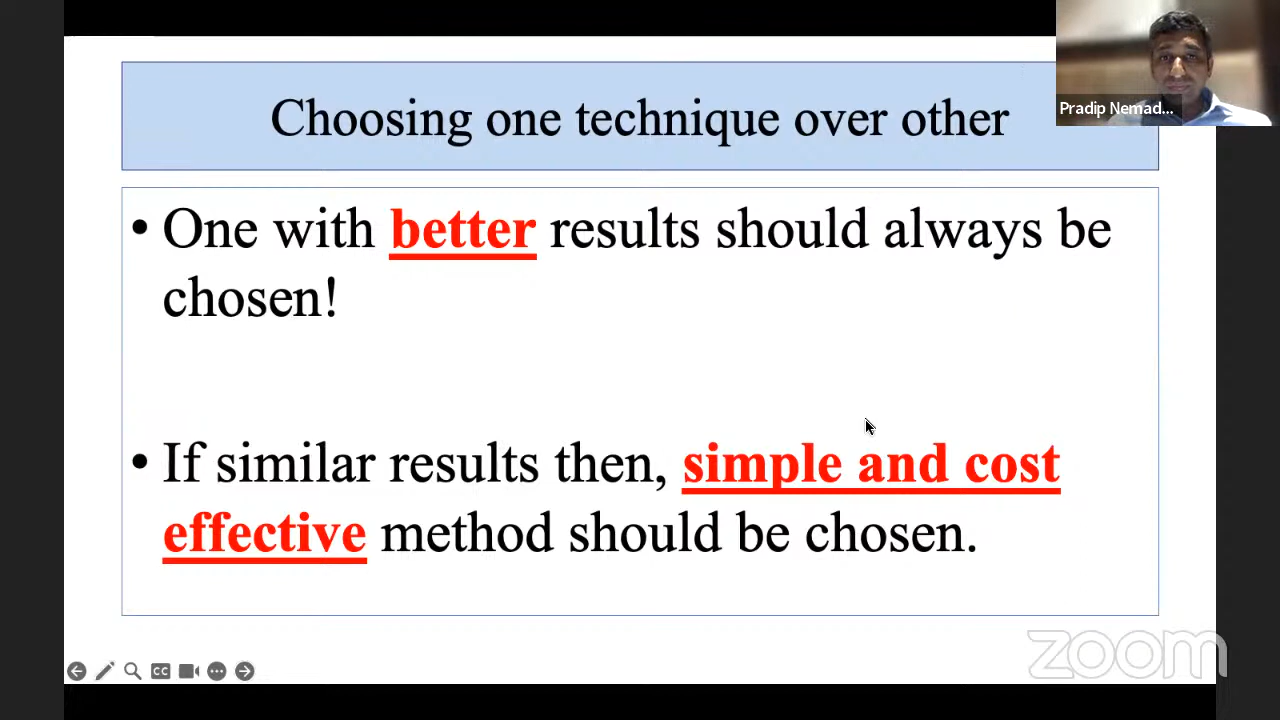 Choosing one technique over other
Pradip Nemad...
• One with better results should always be
chosen!
• If similar results then, simple and cost
effective method should be chosen.
CC
zoom